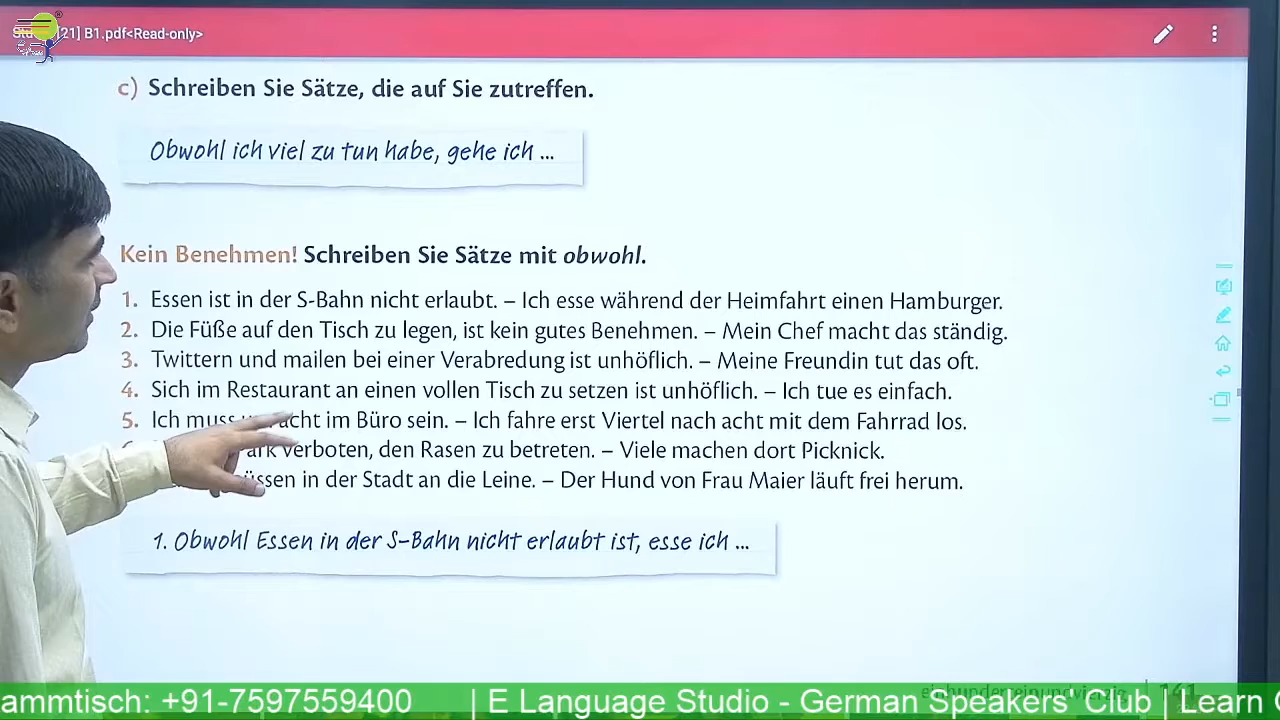 [21] B1.pdf<Read-only>
c) Schreiben Sie Sätze, die auf Sie zutreffen.
Obwohl ich viel zu tun habe, gehe ich ...
Kein Benehmen! Schreiben Sie Sätze mit obwohl.
1. Essen ist in der S-Bahn nicht erlaubt. – Ich esse während der Heimfahrt einen Hamburger.
2. Die Füße auf den Tisch zu legen, ist kein gutes Benehmen. – Mein Chef macht das ständig.
3. Twittern und mailen bei einer Verabredung ist unhöflich. – Meine Freundin tut das oft.
4. Sich im Restaurant an einen vollen Tisch zu setzen ist unhöflich. – Ich tue es einfach.
5. Ich muss acht im Büro sein. – Ich fahre erst Viertel nach acht mit dem Fahrrad los.
verboten, den Rasen zu betreten. – Viele machen dort Picknick.
in der Stadt an die Leine. – Der Hund von Frau Maier läuft frei herum.
1. Obwohl Essen in der S-Bahn nicht erlaubt ist, esse ich ...
einhunderteinundvierzig | 141
ammtisch: +91-7597559400 | E Language Studio - German Speakers' Club | Learn